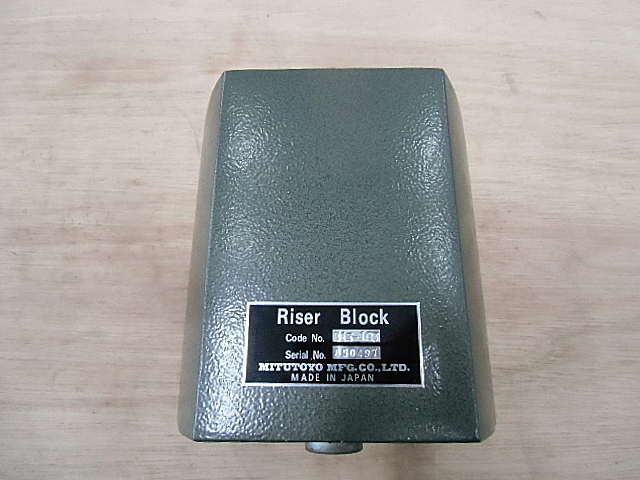 Riser Block
Code No.
Serial No.
MITUTOYO MFG.CO.,LTD.
MADE IN JAPAN